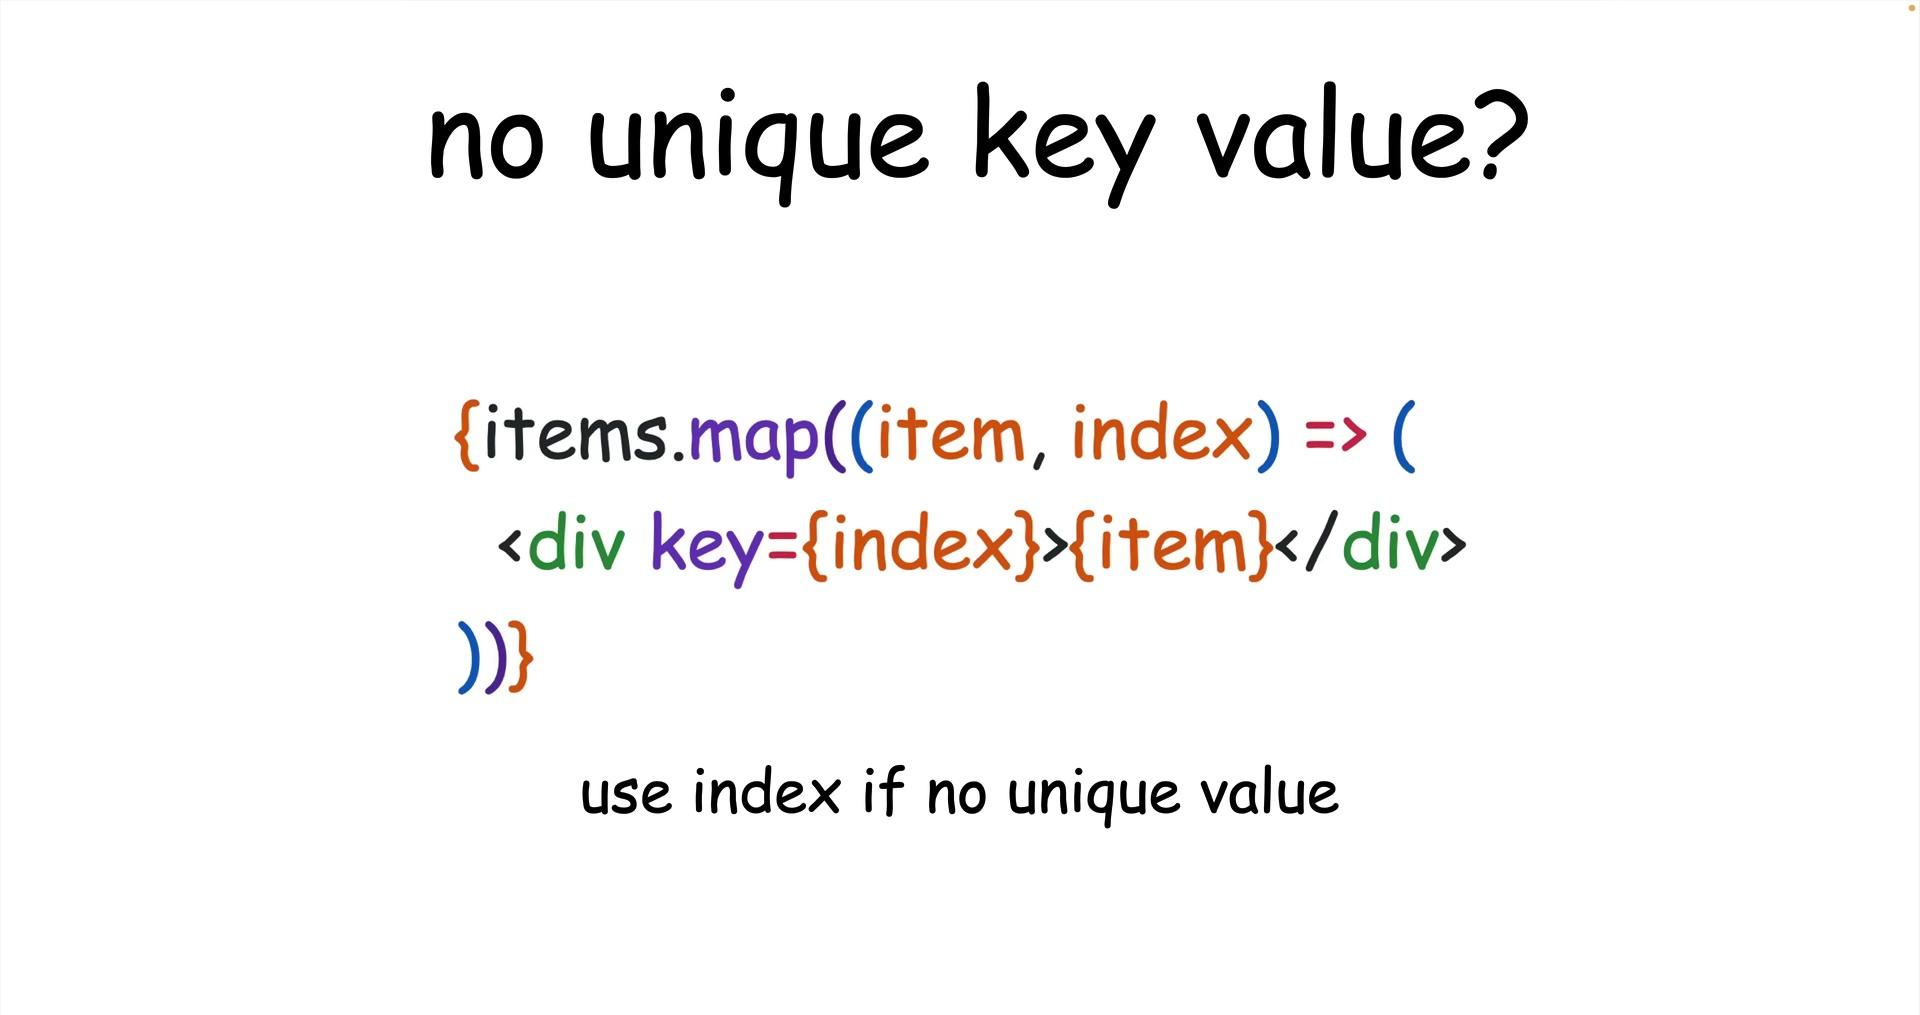 no unique key value?
{items.map((item, index) => (
<div key={index}>{item}</div>
))}
use index if no unique value